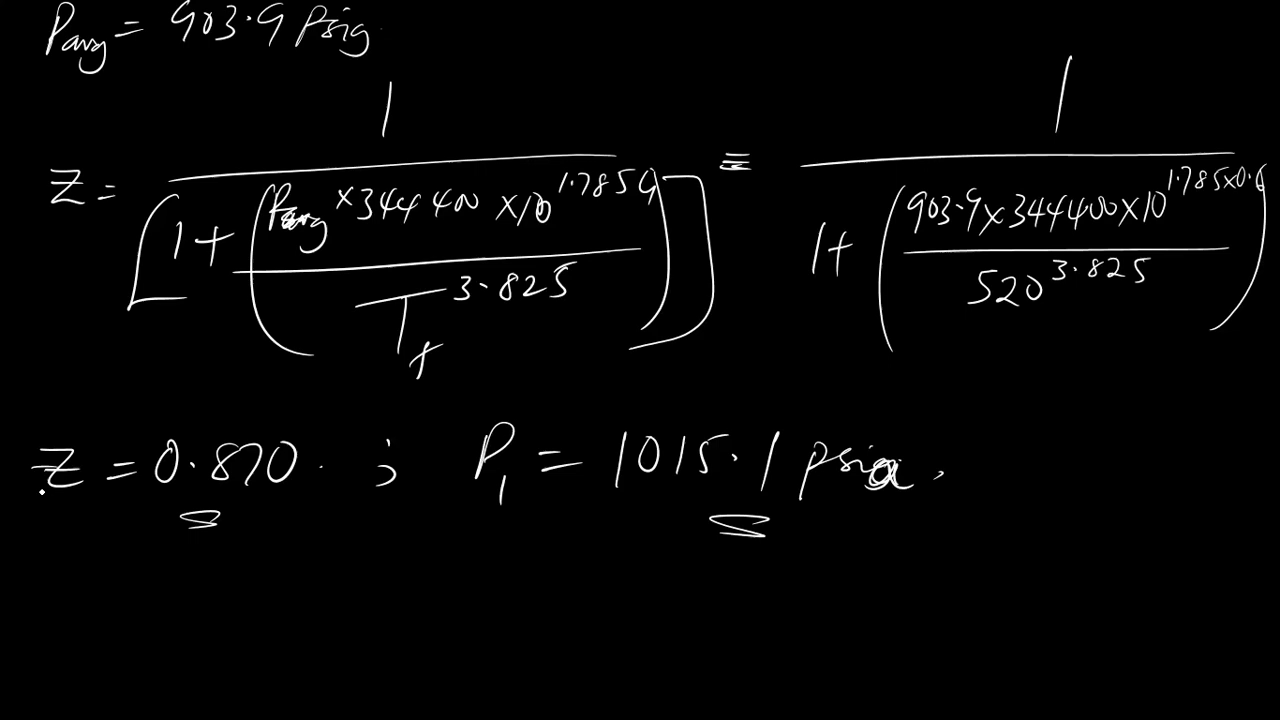 Pavg = 903.9 Psig
Z = 1 / [1 + (Pavg × 344400 × 10^1.785G / Tf^3.825)] = 1 / 1 + (903.9 × 344400 × 10^1.785×0.6 / 520^3.825)
Z = 0.870 ; P1 = 1015.1 psia.